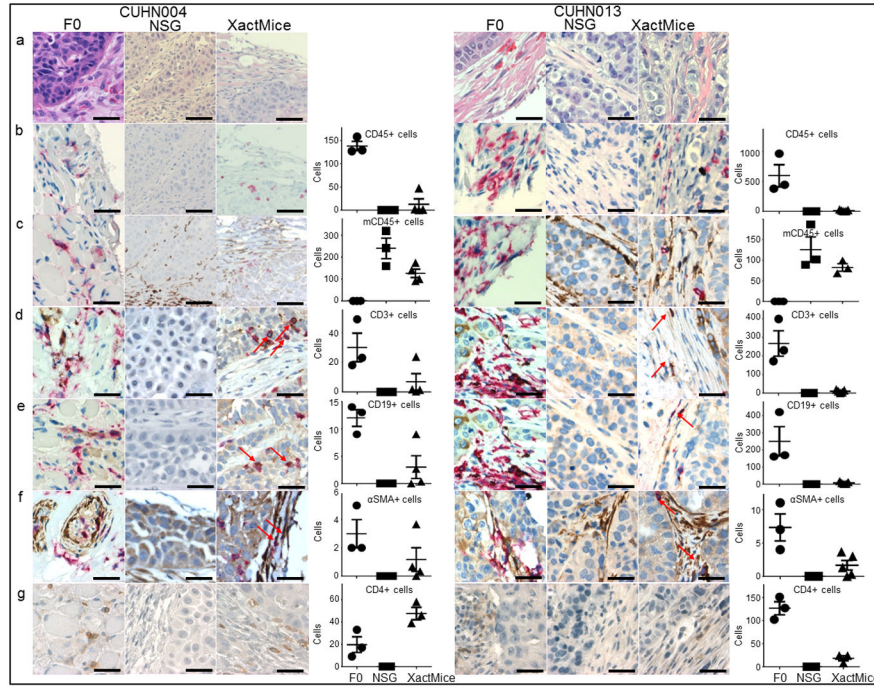 CUHN004
CUHN013
F0 NSG XactMice
F0 NSG XactMice
a
b
CD45+ cells
150
100
50
0
Cells
CD45+ cells
1000
500
0
Cells
c
mCD45+ cells
300
200
100
0
Cells
mCD45+ cells
150
100
50
0
Cells
d
CD3+ cells
40
20
0
Cells
CD3+ cells
400
300
200
100
0
Cells
e
CD19+ cells
15
10
5
0
Cells
CD19+ cells
400
300
200
100
0
Cells
f
αSMA+ cells
6
4
2
0
Cells
αSMA+ cells
10
5
0
Cells
g
CD4+ cells
60
40
20
0
Cells
F0 NSG XactMice
CD4+ cells
150
100
50
0
Cells
F0 NSG XactMice